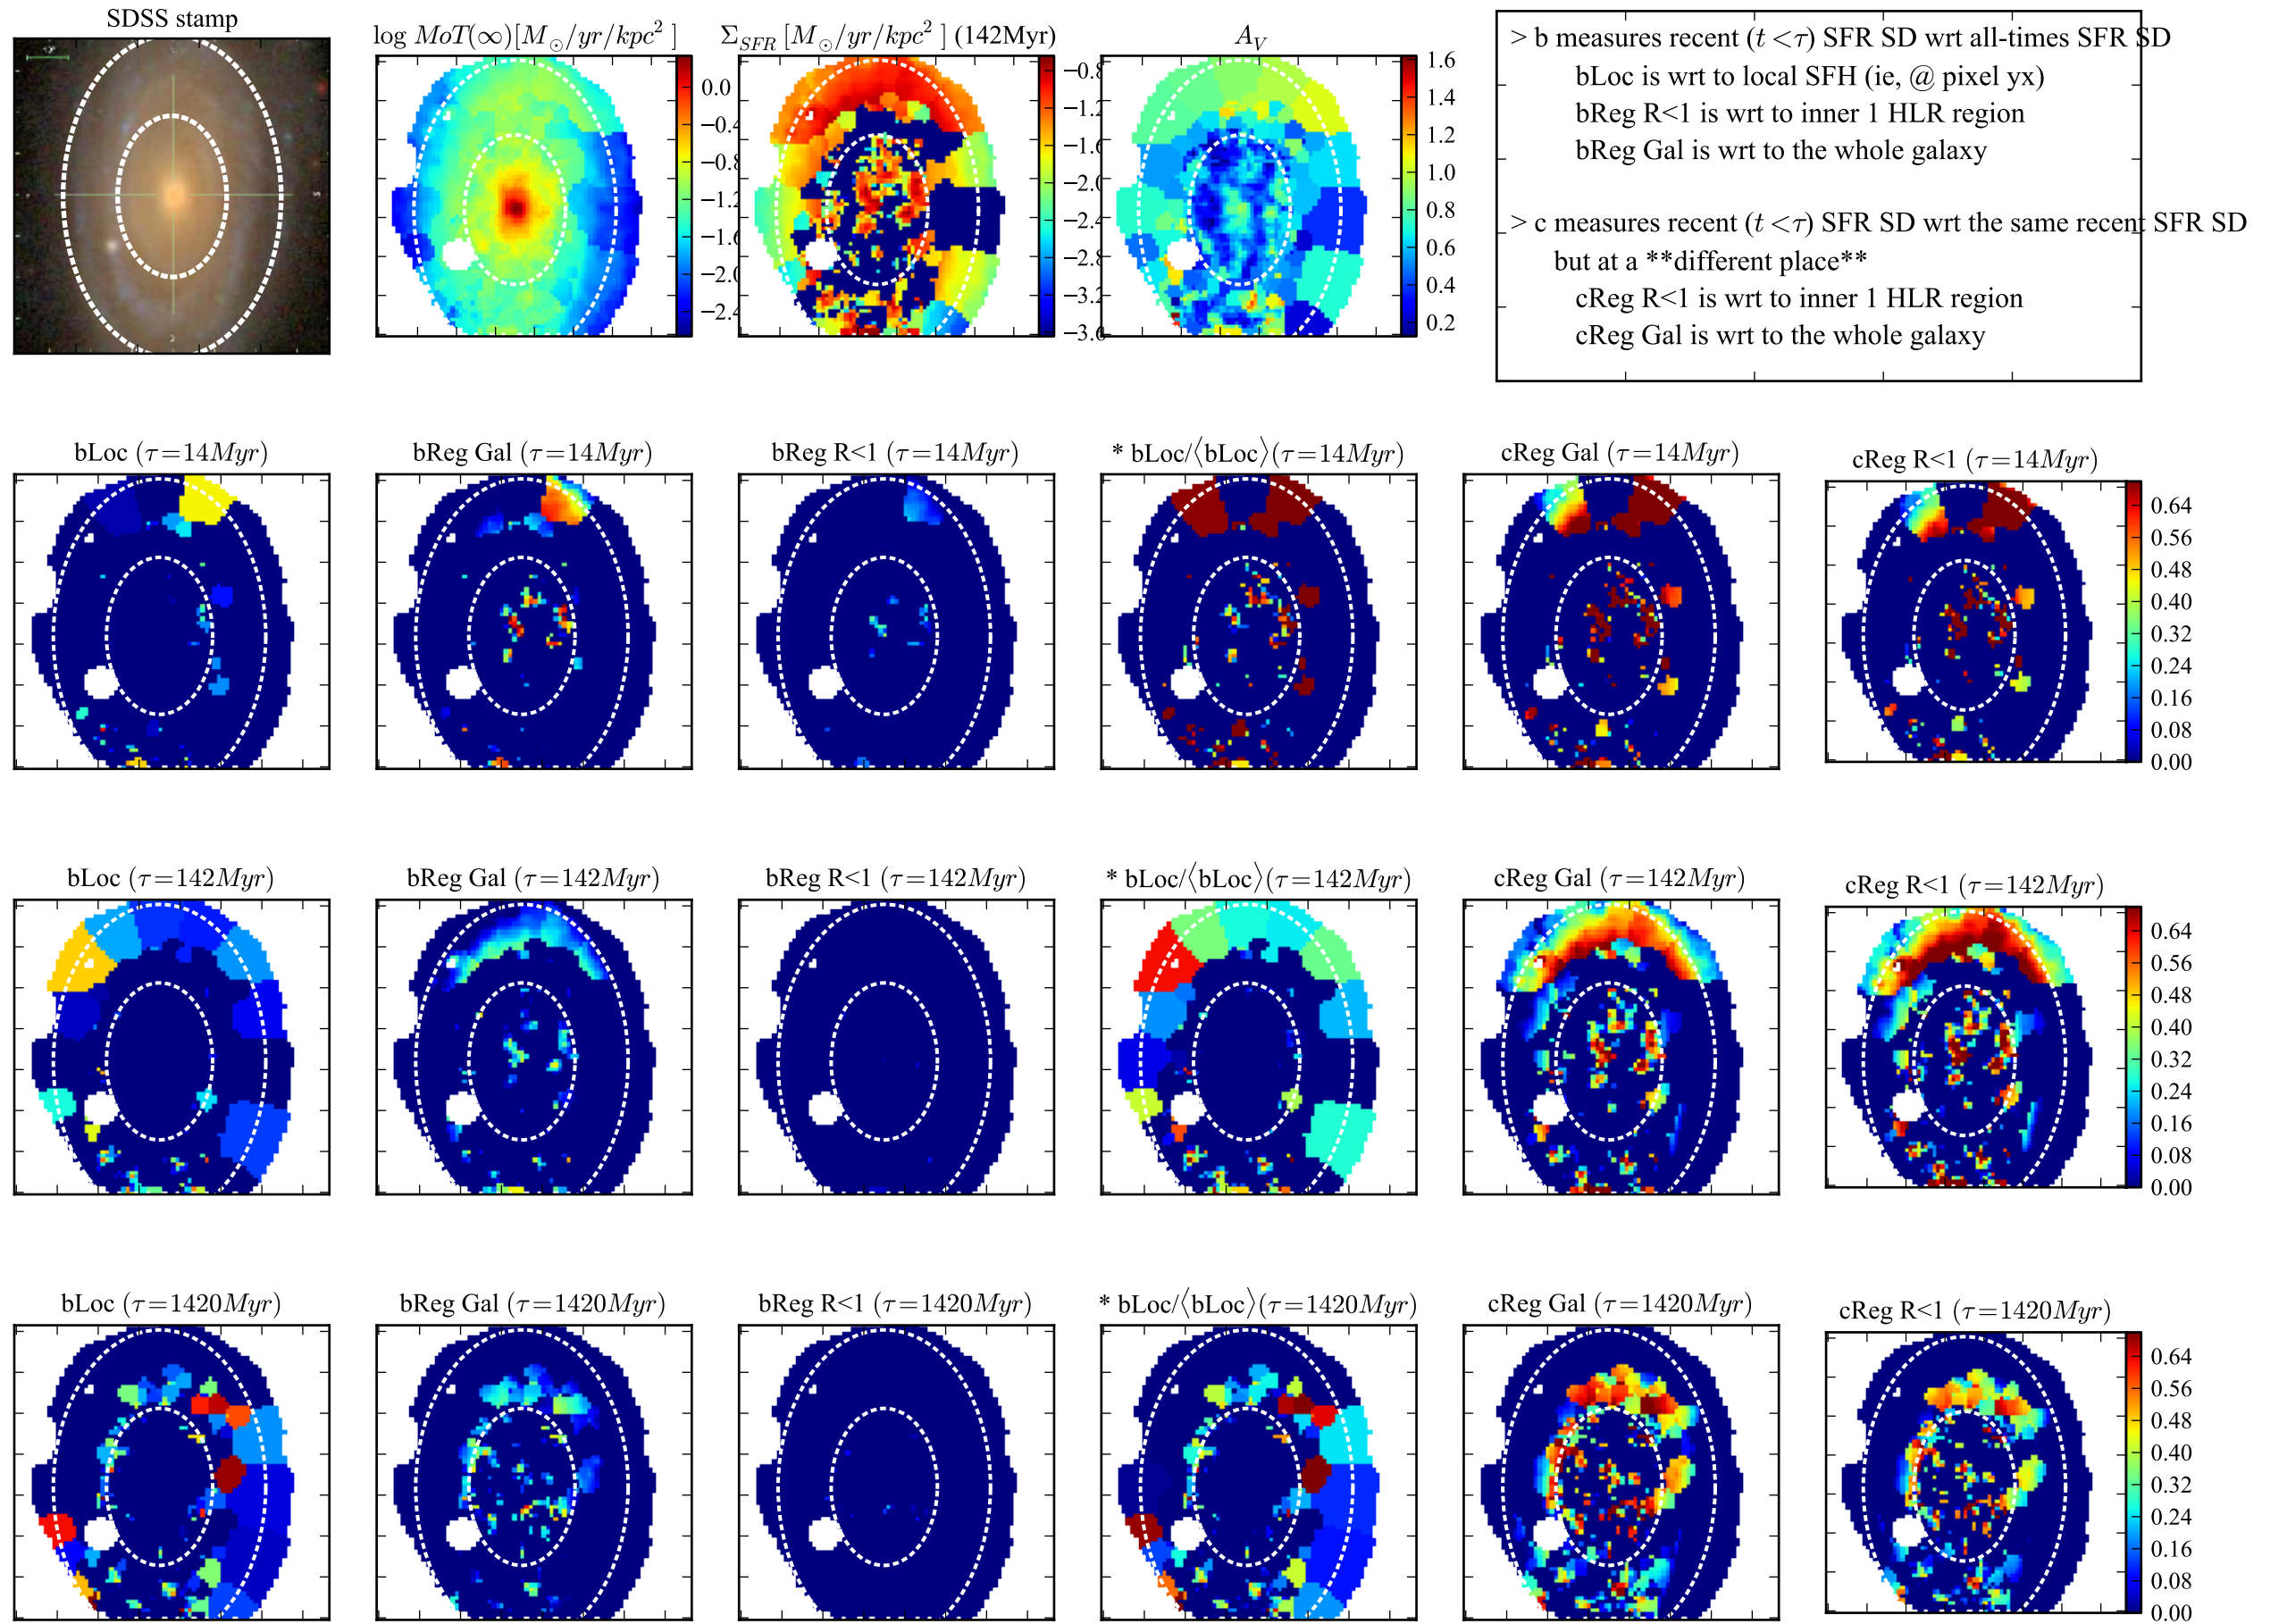 SDSS stamp
log MoT(∞)[M⊙/yr/kpc² ]
Σ_SFR [M⊙/yr/kpc² ] (142Myr)
A_V
0.0
−0.4
−0.8
−1.2
−1.6
−2.0
−2.4
−0.8
−1.2
−1.6
−2.0
−2.4
−2.8
−3.2
−3.6
1.6
1.4
1.2
1.0
0.8
0.6
0.4
0.2
> b measures recent (t <τ) SFR SD wrt all-times SFR SD
bLoc is wrt to local SFH (ie, @ pixel yx)
bReg R<1 is wrt to inner 1 HLR region
bReg Gal is wrt to the whole galaxy
> c measures recent (t <τ) SFR SD wrt the same recent SFR SD
but at a **different place**
cReg R<1 is wrt to inner 1 HLR region
cReg Gal is wrt to the whole galaxy
bLoc (τ=14Myr)
bReg Gal (τ=14Myr)
bReg R<1 (τ=14Myr)
* bLoc/⟨bLoc⟩(τ=14Myr)
cReg Gal (τ=14Myr)
cReg R<1 (τ=14Myr)
0.64
0.56
0.48
0.40
0.32
0.24
0.16
0.08
0.00
bLoc (τ=142Myr)
bReg Gal (τ=142Myr)
bReg R<1 (τ=142Myr)
* bLoc/⟨bLoc⟩(τ=142Myr)
cReg Gal (τ=142Myr)
cReg R<1 (τ=142Myr)
0.64
0.56
0.48
0.40
0.32
0.24
0.16
0.08
0.00
bLoc (τ=1420Myr)
bReg Gal (τ=1420Myr)
bReg R<1 (τ=1420Myr)
* bLoc/⟨bLoc⟩(τ=1420Myr)
cReg Gal (τ=1420Myr)
cReg R<1 (τ=1420Myr)
0.64
0.56
0.48
0.40
0.32
0.24
0.16
0.08
0.00